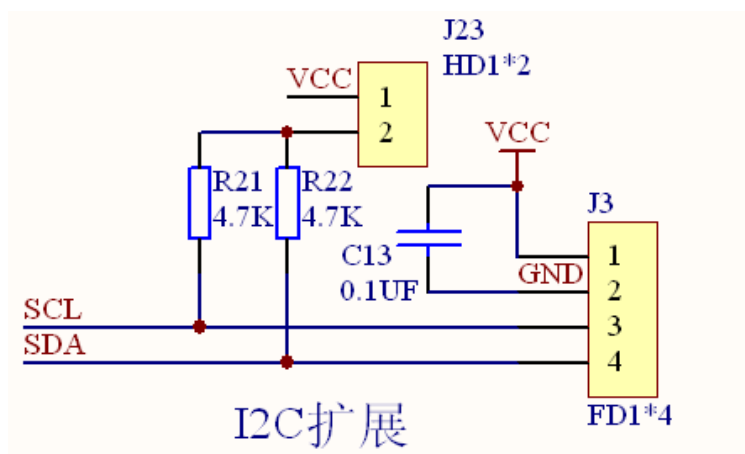 J23
HD1*2
VCC
1
2
VCC
R21
4.7K
R22
4.7K
J3
C13
0.1UF
GND
1
2
3
4
SCL
SDA
FD1*4
I2C扩展